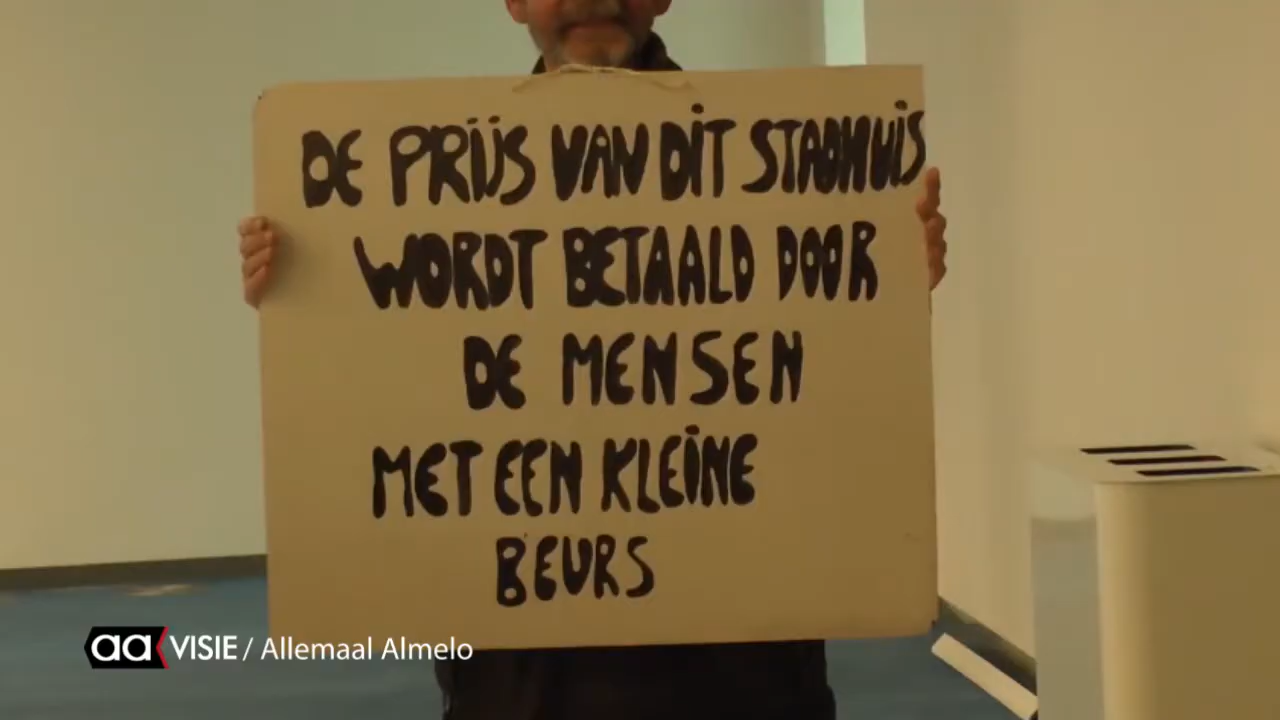 DE PRIJS VAN DIT STADHUIS
WORDT BETAALD DOOR
DE MENSEN
MET EEN KLEINE
BEURS
aa VISIE / Allemaal Almelo